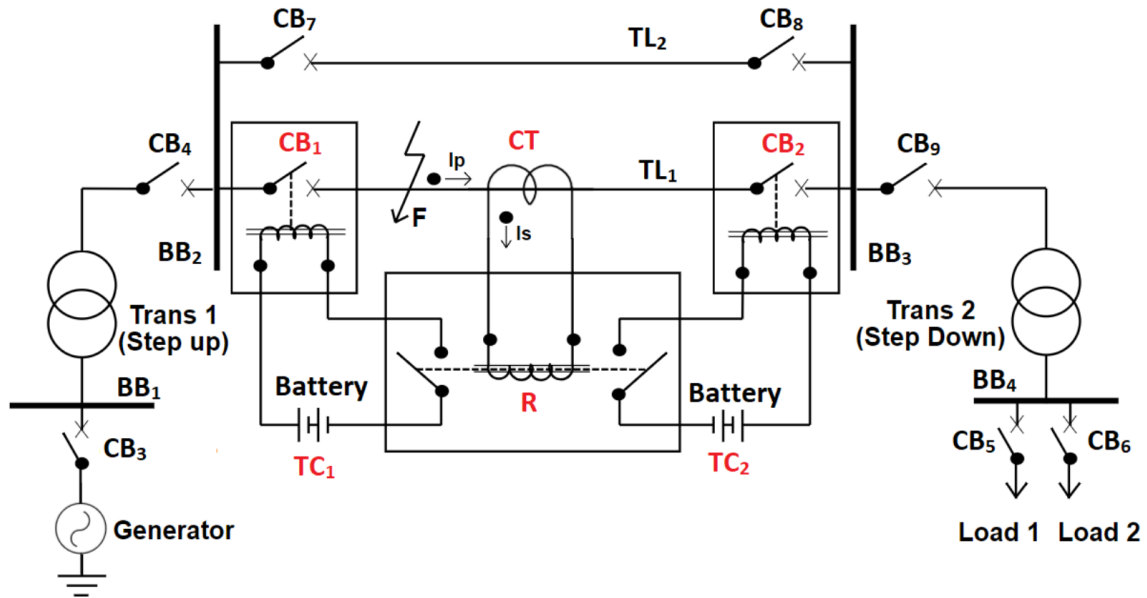 CB₇
CB₈
TL₂
CB₄
CB₁
CT
CB₂
CB₉
Ip
TL₁
F
Is
BB₂
BB₃
Trans 1
(Step up)
Trans 2
(Step Down)
BB₁
Battery
R
Battery
BB₄
CB₃
TC₁
TC₂
CB₅
CB₆
Generator
Load 1
Load 2